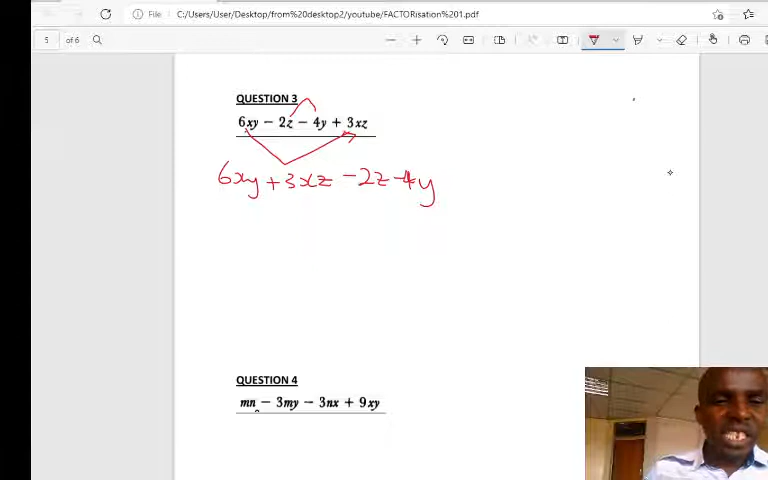 File C:/Users/User/Desktop/from%20desktop2/youtube/FACTORisation%201.pdf
5 of 6
QUESTION 3
6xy − 2z − 4y + 3xz
6xy + 3xz − 2z − 4y
QUESTION 4
mn − 3my − 3nx + 9xy